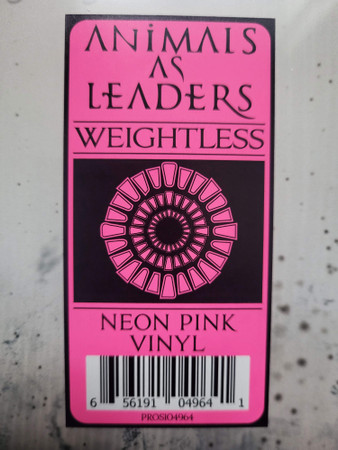 ANiMALS
AS
LEADERS
WEIGHTLESS
NEON PINK
VINYL
6 56191 04964 1
PROSI04964